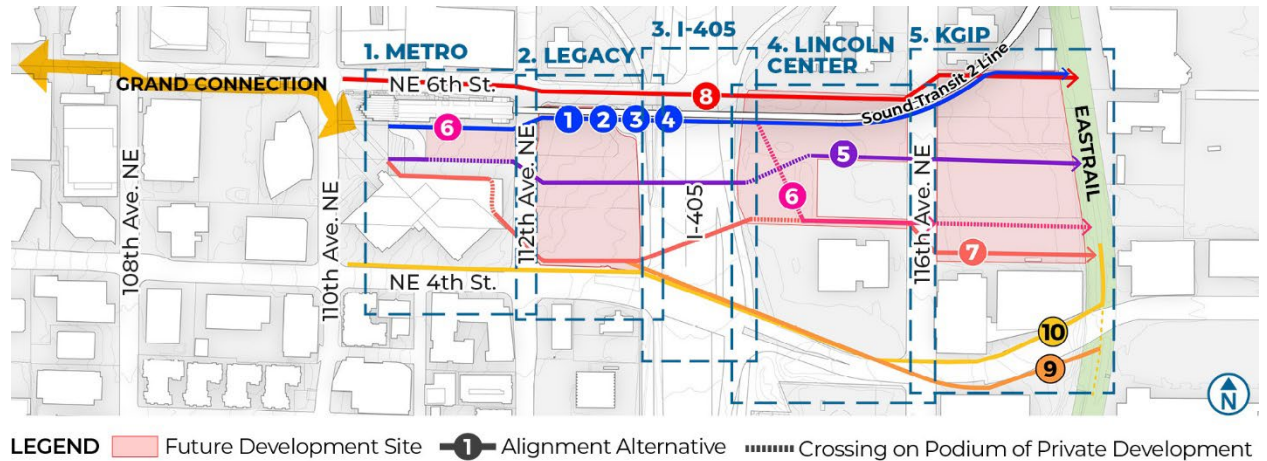 3. I-405
1. METRO
2. LEGACY
4. LINCOLN
CENTER
5. KGIP
GRAND CONNECTION
NE 6th St.
8
Sound Transit 2 Line
6
1
2
3
4
5
EASTRAIL
6
108th Ave. NE
110th Ave. NE
112th Ave. NE
I-405
116th Ave. NE
7
NE 4th St.
10
9
N
LEGEND
Future Development Site
1
Alignment Alternative
Crossing on Podium of Private Development